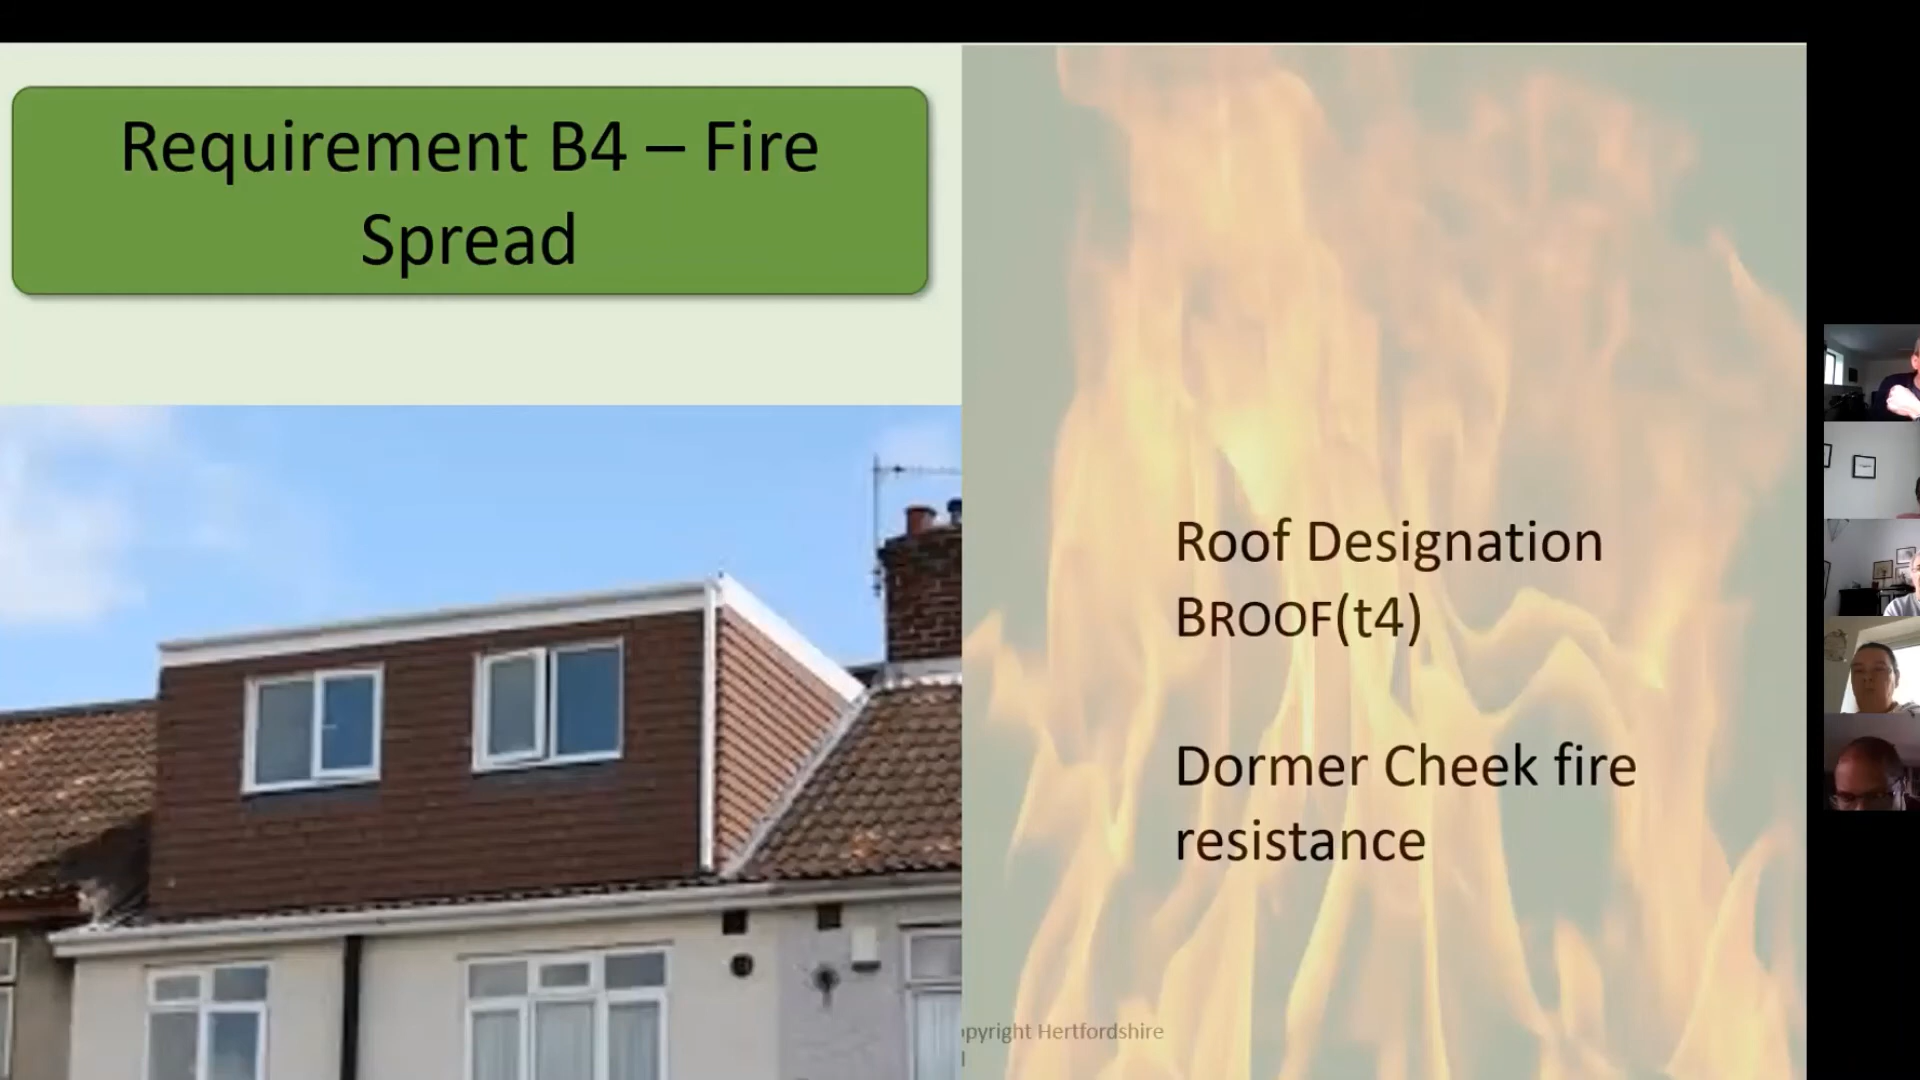 Requirement B4 – Fire
Spread
Roof Designation
BROOF(t4)
Dormer Cheek fire
resistance
pyright Hertfordshire